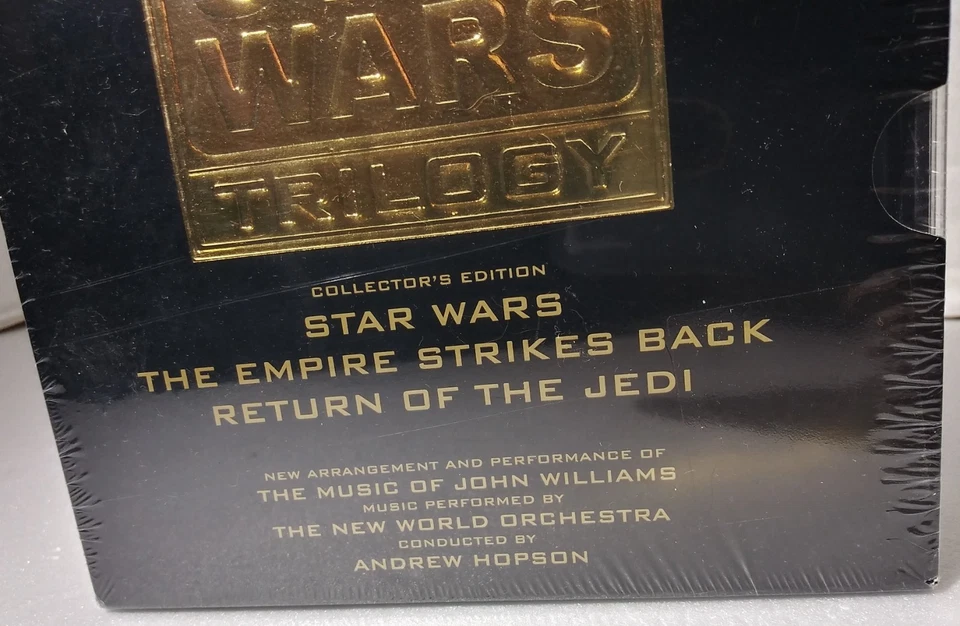 WARS
TRILOGY
COLLECTOR'S EDITION
STAR WARS
THE EMPIRE STRIKES BACK
RETURN OF THE JEDI
NEW ARRANGEMENT AND PERFORMANCE OF
THE MUSIC OF JOHN WILLIAMS
MUSIC PERFORMED BY
THE NEW WORLD ORCHESTRA
CONDUCTED BY
ANDREW HOPSON